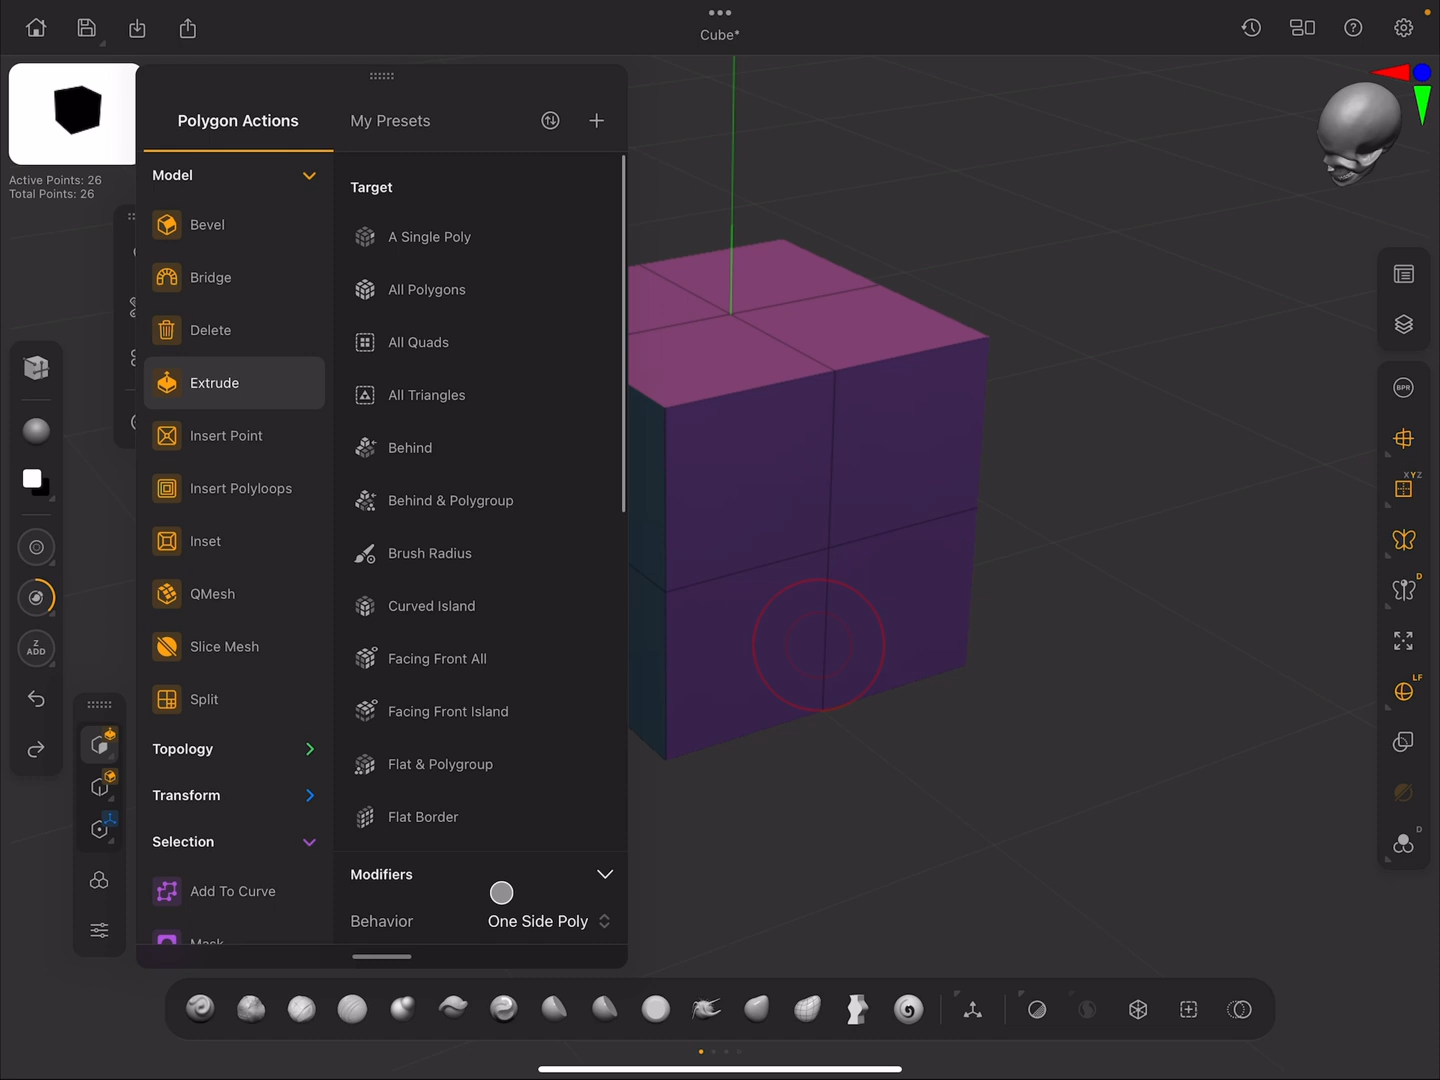 Cube*
Polygon Actions
My Presets
Active Points: 26
Total Points: 26
Model
Bevel
Bridge
Delete
Extrude
Insert Point
Insert Polyloops
Inset
QMesh
Slice Mesh
Split
Topology
Transform
Selection
Add To Curve
Mask
Target
A Single Poly
All Polygons
All Quads
All Triangles
Behind
Behind & Polygroup
Brush Radius
Curved Island
Facing Front All
Facing Front Island
Flat & Polygroup
Flat Border
Modifiers
Behavior
One Side Poly
Z
ADD
BPR
XYZ
D
LF
D